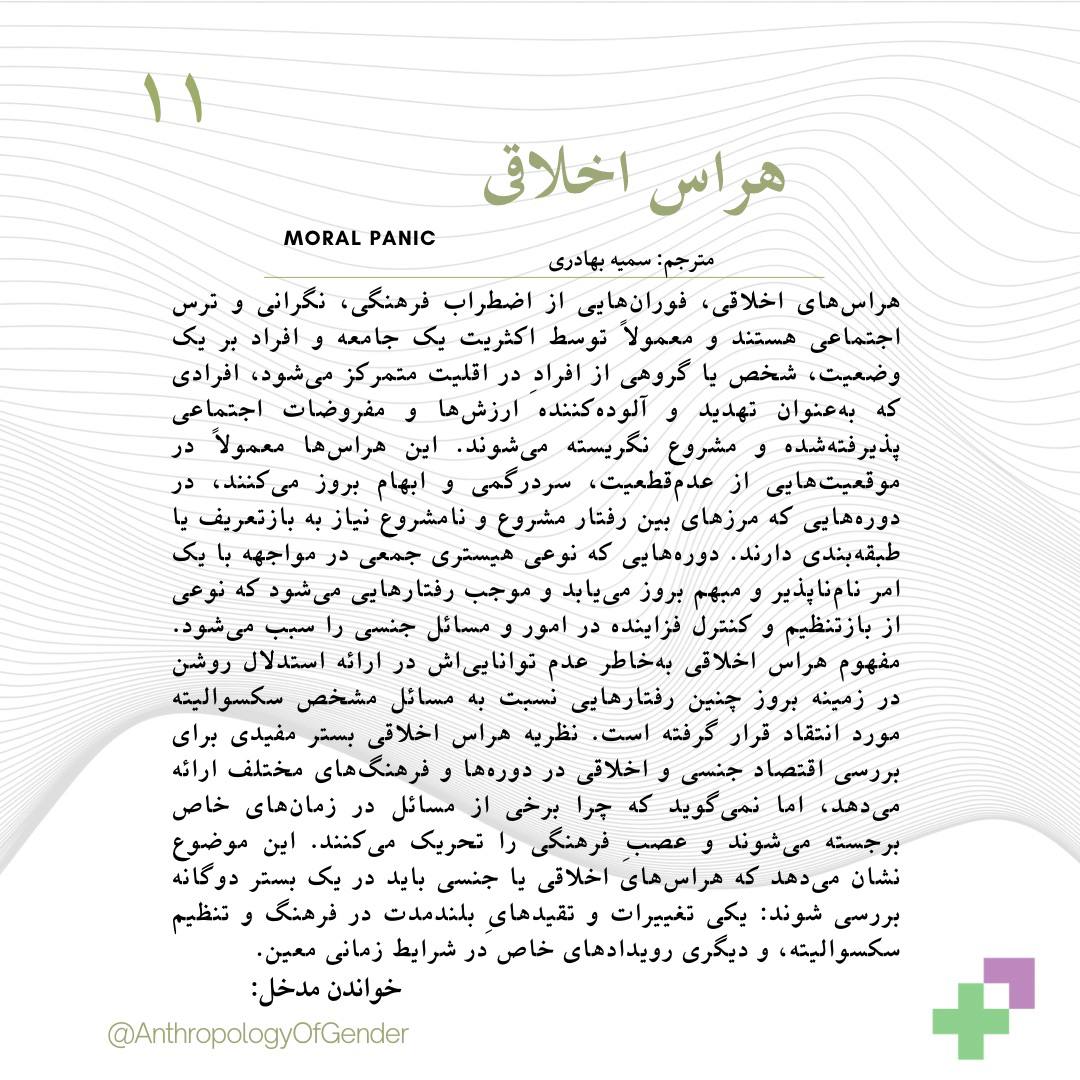 ۱۱
هراس اخلاقی
MORAL PANIC
مترجم: سمیه بهادری
هراس‌های اخلاقی، فوران‌هایی از اضطراب فرهنگی، نگرانی و ترس
اجتماعی هستند و معمولاً توسط اکثریت یک جامعه و افراد بر یک
وضعیت، شخص یا گروهی از افرادِ در اقلیت متمرکز می‌شود، افرادی
که به‌عنوان تهدید و آلوده‌کننده ارزش‌ها و مفروضات اجتماعی
پذیرفته‌شده و مشروع نگریسته می‌شوند. این هراس‌ها معمولاً در
موقعیت‌هایی از عدم‌قطعیت، سردرگمی و ابهام بروز می‌کنند، در
دوره‌هایی که مرزهای بین رفتار مشروع و نامشروع نیاز به بازتعریف یا
طبقه‌بندی دارند. دوره‌هایی که نوعی هیستری جمعی در مواجهه با یک
امر نام‌ناپذیر و مبهم بروز می‌یابد و موجب رفتارهایی می‌شود که نوعی
از بازتنظیم و کنترل فزاینده در امور و مسائل جنسی را سبب می‌شود.
مفهوم هراس اخلاقی به‌خاطر عدم توانایی‌اش در ارائه استدلال روشن
در زمینه بروز چنین رفتارهایی نسبت به مسائل مشخص سکسوالیته
مورد انتقاد قرار گرفته است. نظریه هراس اخلاقی بستر مفیدی برای
بررسی اقتصاد جنسی و اخلاقی در دوره‌ها و فرهنگ‌های مختلف ارائه
می‌دهد، اما نمی‌گوید که چرا برخی از مسائل در زمان‌های خاص
برجسته می‌شوند و عصبِ فرهنگی را تحریک می‌کنند. این موضوع
نشان می‌دهد که هراس‌های اخلاقی یا جنسی باید در یک بستر دوگانه
بررسی شوند: یکی تغییرات و تقیدهایِ بلندمدت در فرهنگ و تنظیم
سکسوالیته، و دیگری رویدادهای خاص در شرایط زمانی معین.
خواندن مدخل:
@AnthropologyOfGender